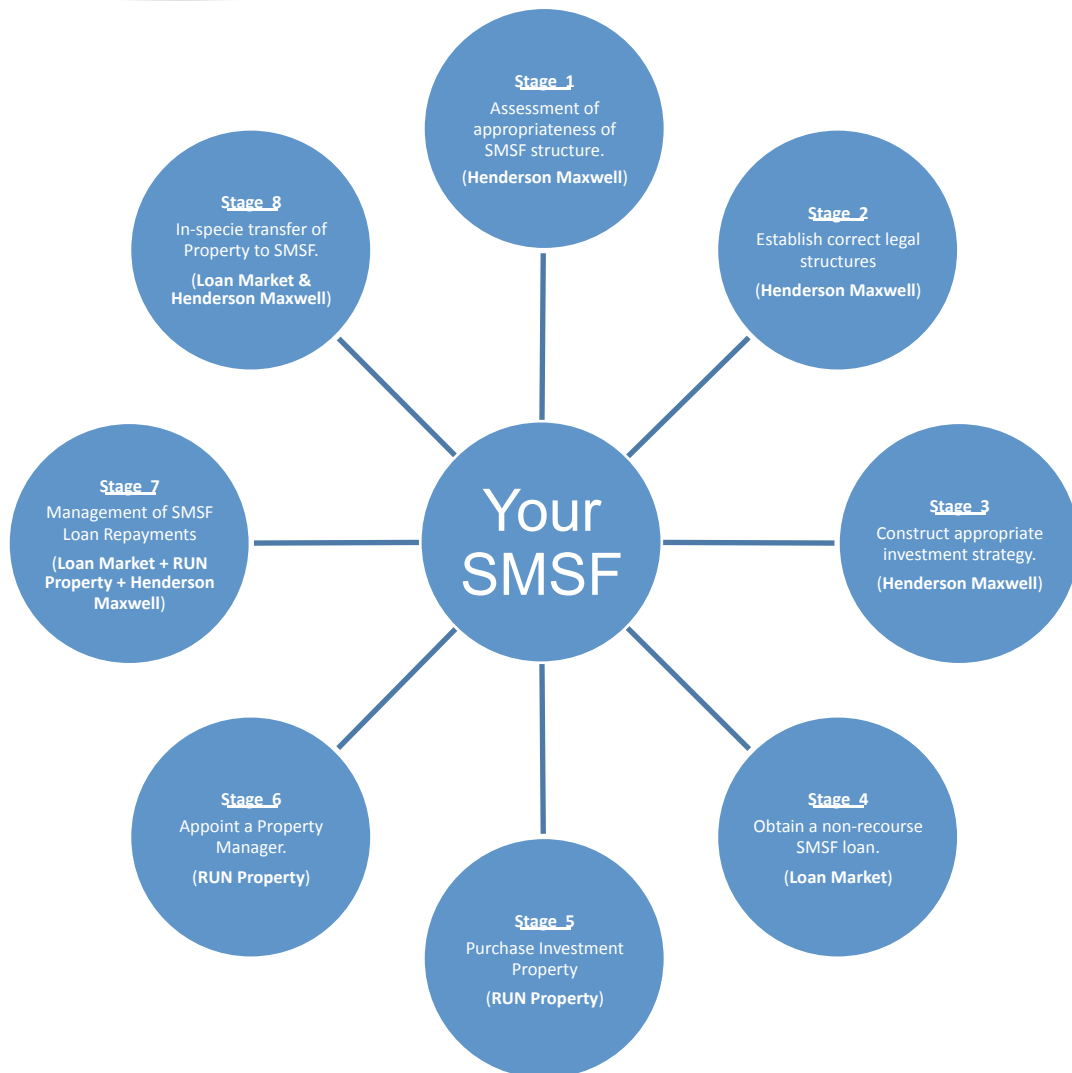 Stage 1
Assessment of
appropriateness of
SMSF structure.
(Henderson Maxwell)
Stage 2
Establish correct legal
structures
(Henderson Maxwell)
Stage 3
Construct appropriate
investment strategy.
(Henderson Maxwell)
Stage 4
Obtain a non-recourse
SMSF loan.
(Loan Market)
Stage 5
Purchase Investment
Property
(RUN Property)
Stage 6
Appoint a Property
Manager.
(RUN Property)
Stage 7
Management of SMSF
Loan Repayments
(Loan Market + RUN
Property + Henderson
Maxwell)
Stage 8
In-specie transfer of
Property to SMSF.
(Loan Market &
Henderson Maxwell)
Your
SMSF